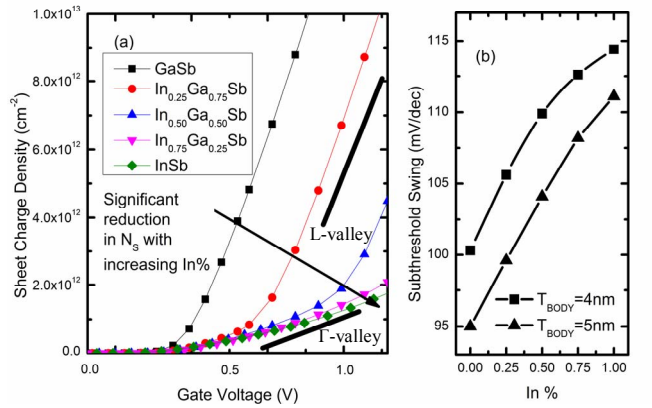 (a)
GaSb
In0.25Ga0.75Sb
In0.50Ga0.50Sb
In0.75Ga0.25Sb
InSb
Significant
reduction
in NS with
increasing In%
L-valley
Γ-valley
1.0x10^13
8.0x10^12
6.0x10^12
4.0x10^12
2.0x10^12
0.0
0.0
0.5
1.0
Sheet Charge Density (cm-2)
Gate Voltage (V)
(b)
115
110
105
100
95
0.00
0.25
0.50
0.75
1.00
Subthreshold Swing (mV/dec)
In %
TBODY=4nm
TBODY=5nm